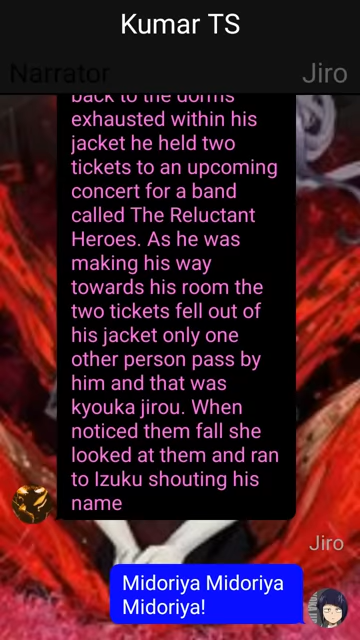 Kumar TS
Narrator
Jiro
back to the dorms
exhausted within his
jacket he held two
tickets to an upcoming
concert for a band
called The Reluctant
Heroes. As he was
making his way
towards his room the
two tickets fell out of
his jacket only one
other person pass by
him and that was
kyouka jirou. When
noticed them fall she
looked at them and ran
to Izuku shouting his
name
Jiro
Midoriya Midoriya
Midoriya!